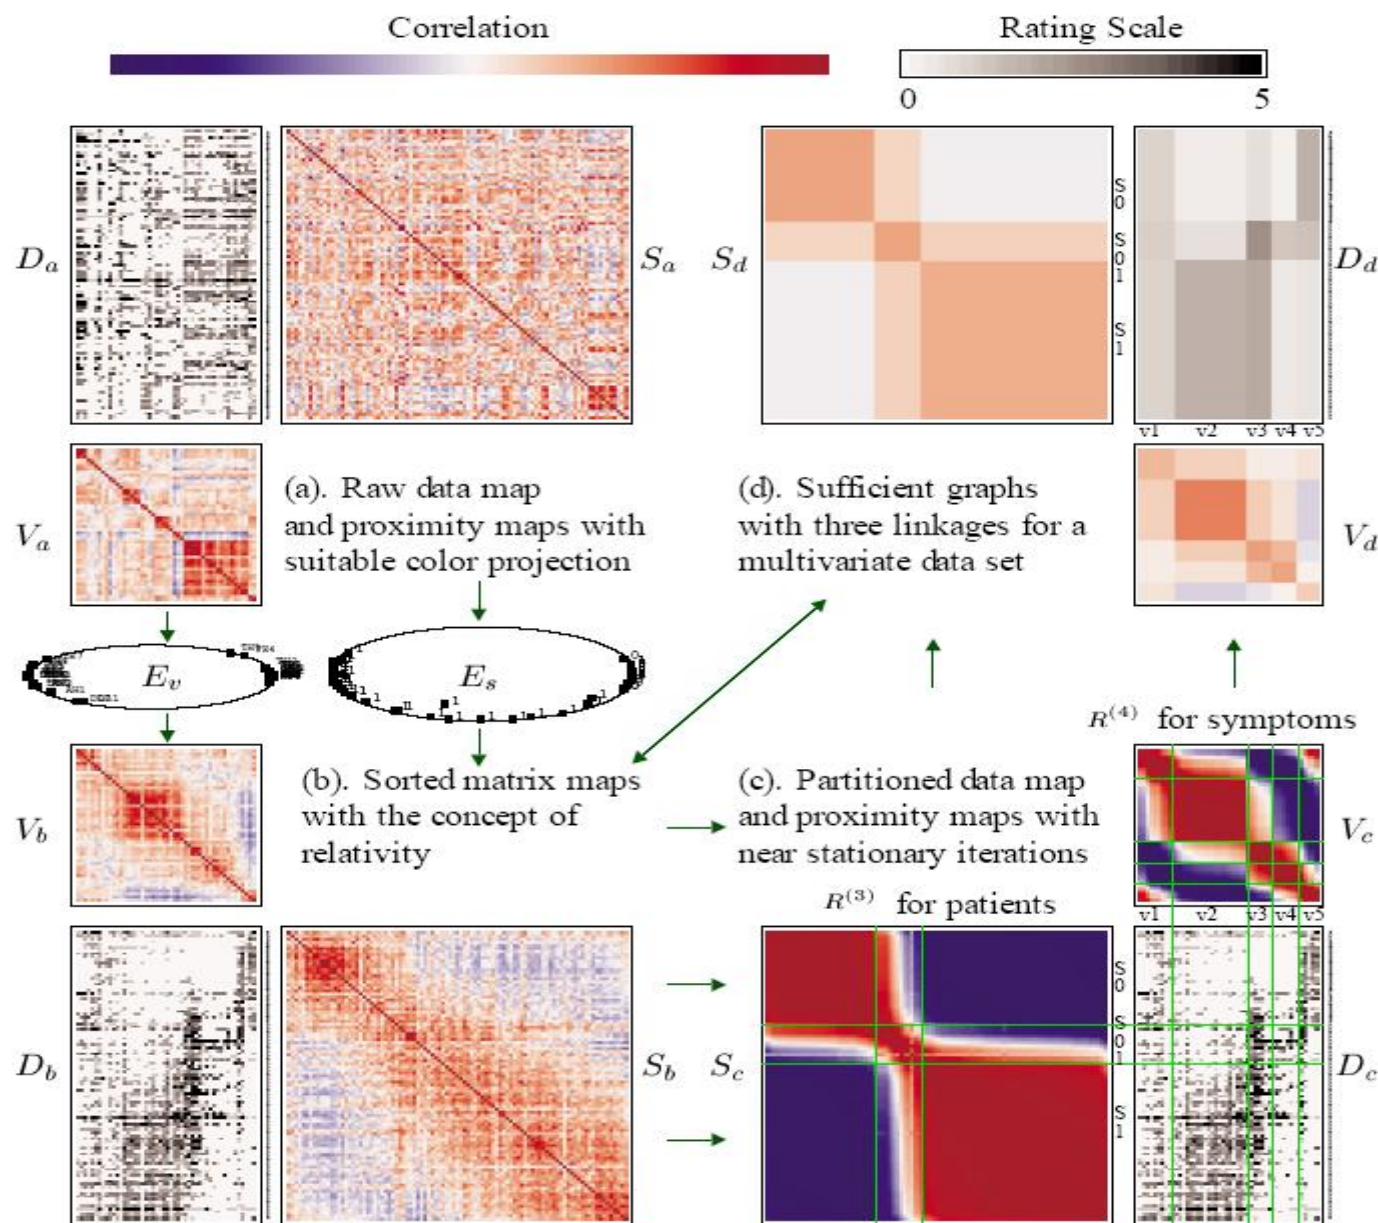 Correlation
Rating Scale
0 5
D_a
S_a
S_d
S0
S01
S1
D_d
v1 v2 v3 v4 v5
V_a
(a). Raw data map
and proximity maps with
suitable color projection
(d). Sufficient graphs
with three linkages for a
multivariate data set
V_d
E_v
E_s
R^{(4)} for symptoms
V_b
(b). Sorted matrix maps
with the concept of
relativity
(c). Partitioned data map
and proximity maps with
near stationary iterations
V_c
R^{(3)} for patients
v1 v2 v3 v4 v5
D_b
S_b
S_c
S0
S01
S1
D_c